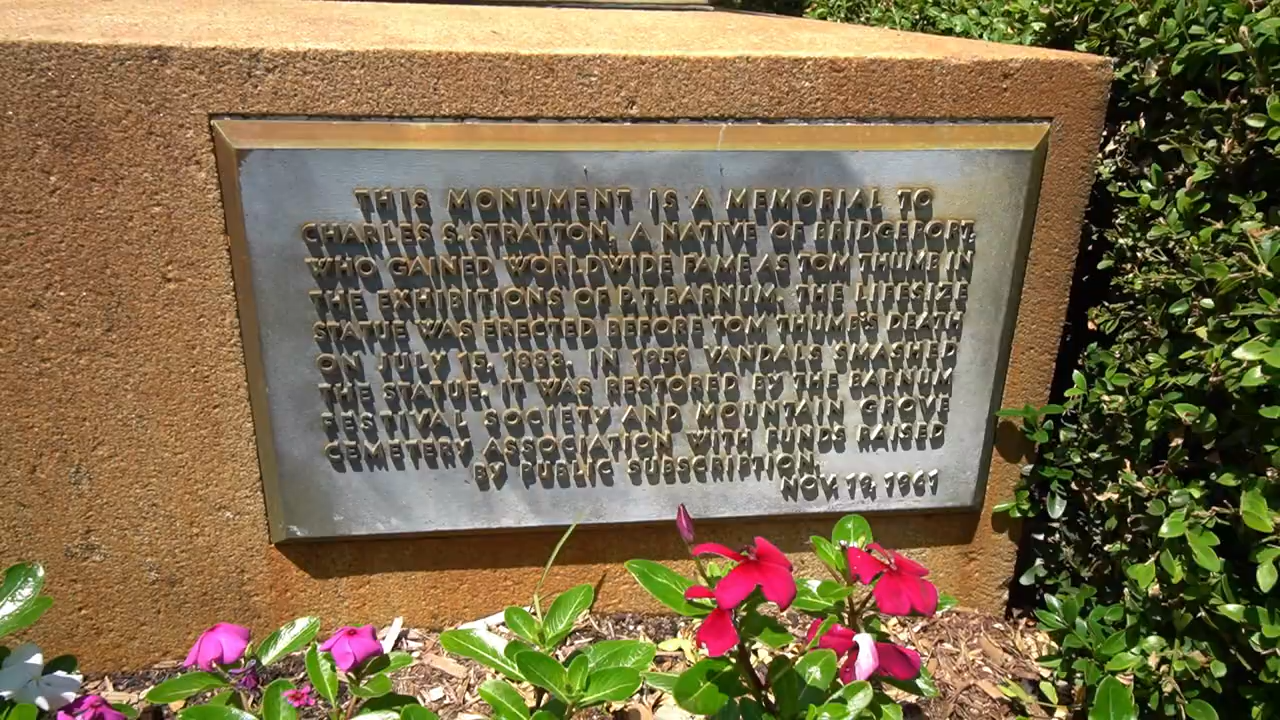 THIS MONUMENT IS A MEMORIAL TO
CHARLES S. STRATTON, A NATIVE OF BRIDGEPORT,
WHO GAINED WORLDWIDE FAME AS TOM THUMB IN
THE EXHIBITIONS OF P.T. BARNUM. THE LIFESIZE
STATUE WAS ERECTED BEFORE TOM THUMB'S DEATH
ON JULY 15, 1883. IN 1959 VANDALS SMASHED
THE STATUE. IT WAS RESTORED BY THE BARNUM
FESTIVAL SOCIETY AND MOUNTAIN GROVE
CEMETERY ASSOCIATION WITH FUNDS RAISED
BY PUBLIC SUBSCRIPTION.
NOV. 19, 1961